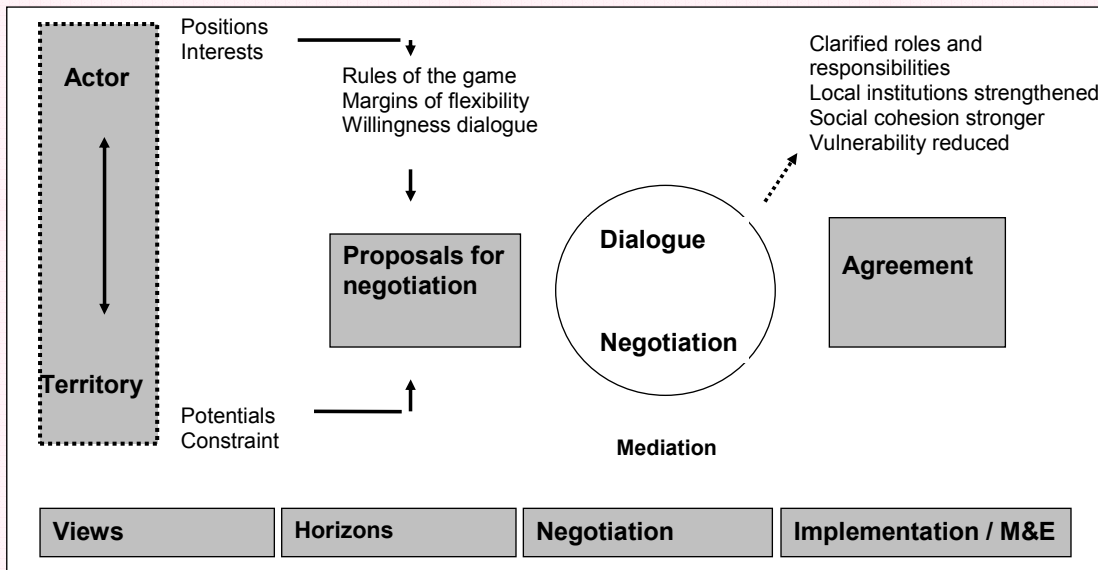 Positions
Interests
Actor
Rules of the game
Margins of flexibility
Willingness dialogue
Clarified roles and
responsibilities
Local institutions strengthened
Social cohesion stronger
Vulnerability reduced
Proposals for
negotiation
Dialogue
Negotiation
Agreement
Territory
Potentials
Constraint
Mediation
Views
Horizons
Negotiation
Implementation / M&E